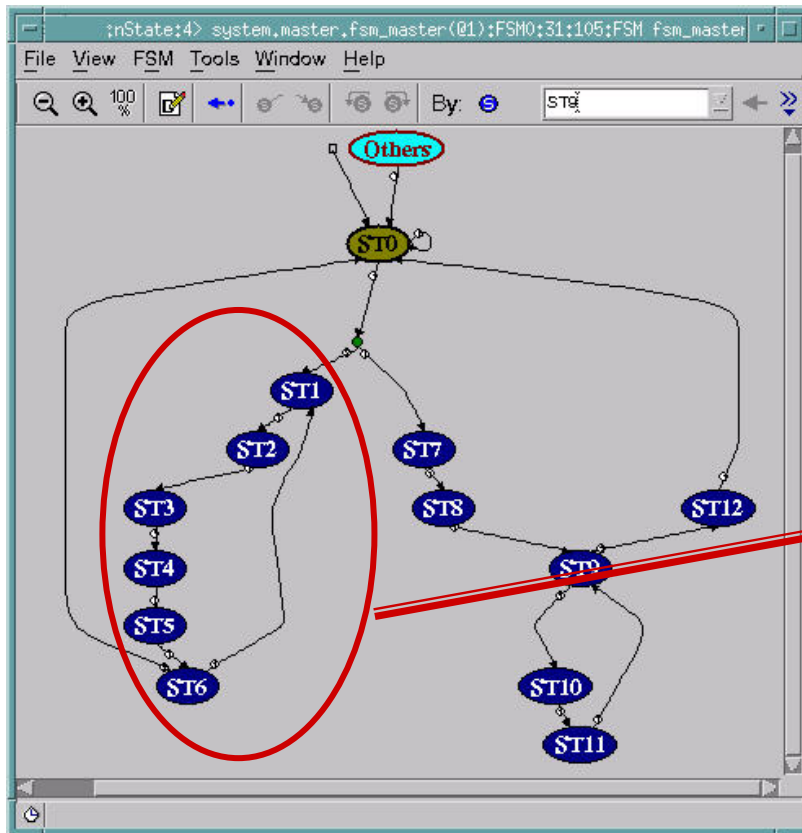 :nState:4> system.master.fsm_master(@1):FSM0:31:105:FSM fsm_master
File View FSM Tools Window Help
100 % By: S ST9
Others
ST0
ST1
ST2 ST7
ST3 ST8 ST12
ST4 ST9
ST5
ST6 ST10
ST11